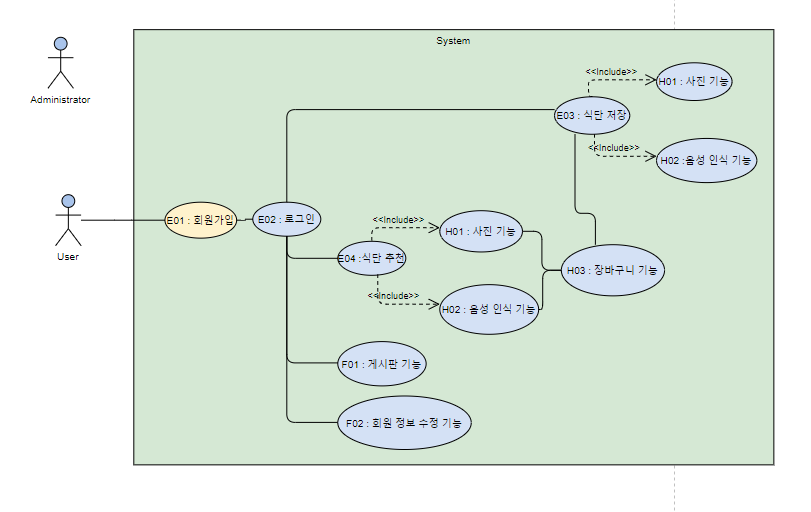 System
Administrator
<<Include>>
H01 : 사진 기능
E03 : 식단 저장
<<Include>>
H02 :음성 인식 기능
User
E01 : 회원가입
E02 : 로그인
<<Include>>
H01 : 사진 기능
E04 :식단 추천
H03 : 장바구니 기능
<<Include>>
H02 : 음성 인식 기능
F01 : 게시판 기능
F02 : 회원 정보 수정 기능